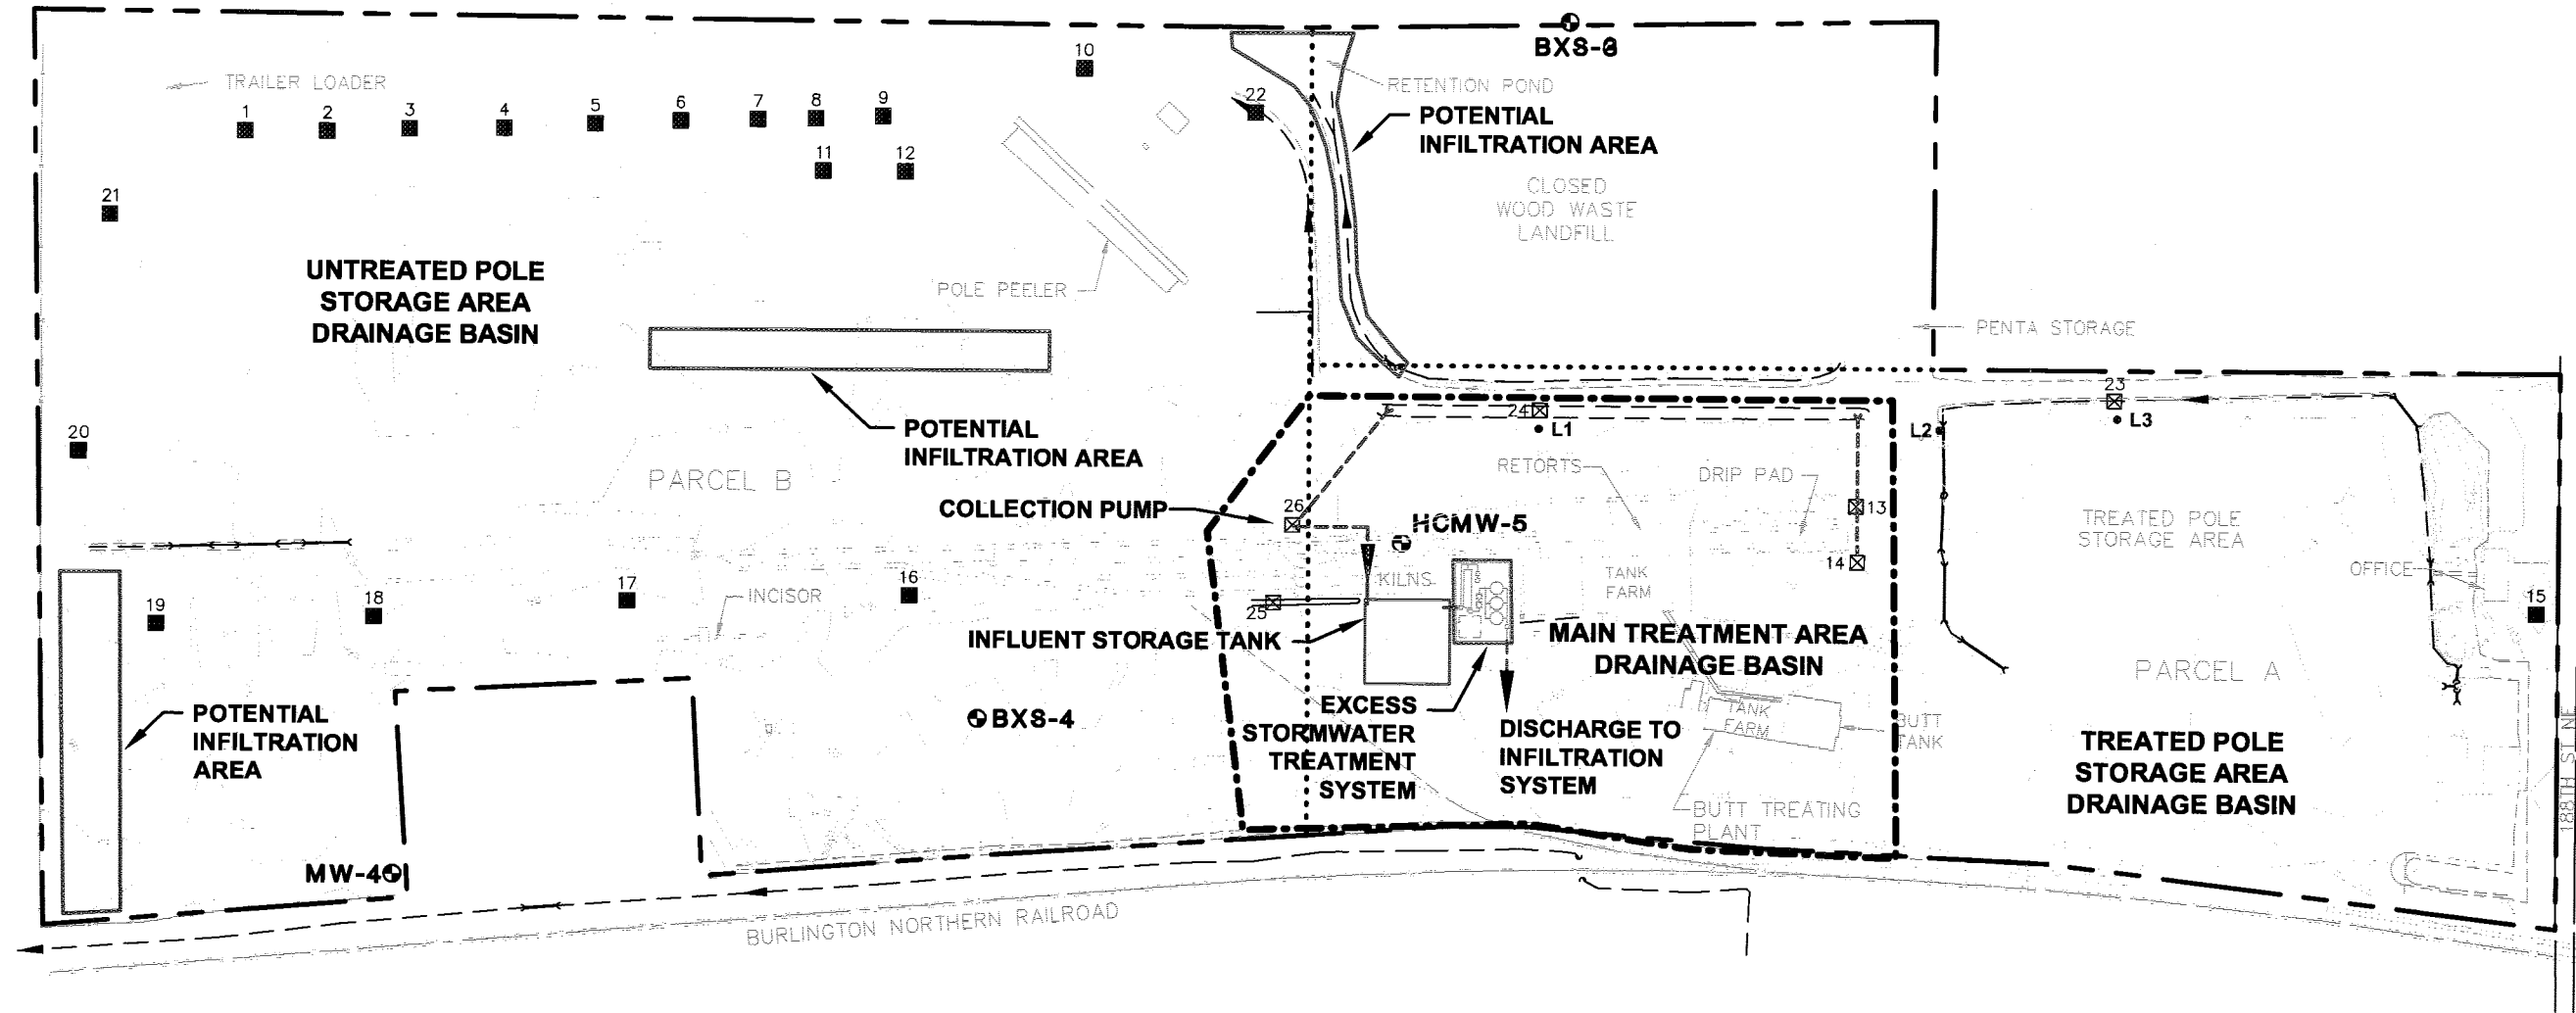 10
BXS-3
TRAILER LOADER
RETENTION POND
1
2
3
4
5
6
7
8
9
22
POTENTIAL
INFILTRATION AREA
11
12
CLOSED
WOOD WASTE
LANDFILL
21
UNTREATED POLE
STORAGE AREA
DRAINAGE BASIN
POLE PEELER
PENTA STORAGE
23
L3
24
L1
L2
20
POTENTIAL
INFILTRATION AREA
PARCEL B
RETORTS
DRIP PAD
COLLECTION PUMP
26
HCMW-5
13
TREATED POLE
STORAGE AREA
14
OFFICE
KILNS
TANK
FARM
19
18
17
INCISOR
16
25
15
INFLUENT STORAGE TANK
MAIN TREATMENT AREA
DRAINAGE BASIN
PARCEL A
POTENTIAL
INFILTRATION
AREA
BXS-4
EXCESS
STORMWATER
TREATMENT
SYSTEM
DISCHARGE TO
INFILTRATION
SYSTEM
TANK
FARM
BUTT
TANK
TREATED POLE
STORAGE AREA
DRAINAGE BASIN
188TH ST NE
BUTT TREATING
PLANT
MW-4
BURLINGTON NORTHERN RAILROAD